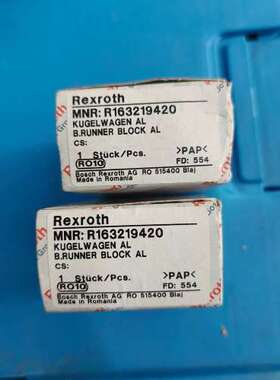 Rexroth
MNR: R163219420
KUGELWAGEN AL
B.RUNNER BLOCK AL
CS:
1 Stück/Pcs. >PAP<
RO10 FD: 554
Bosch Rexroth AG RO 515400 Blaj
Made in Romania
Rexroth
MNR: R163219420
KUGELWAGEN AL
B.RUNNER BLOCK AL
CS:
1 Stück/Pcs. >PAP<
RO10 FD: 554
Bosch Rexroth AG RO 515400 Blaj
Made in Romania